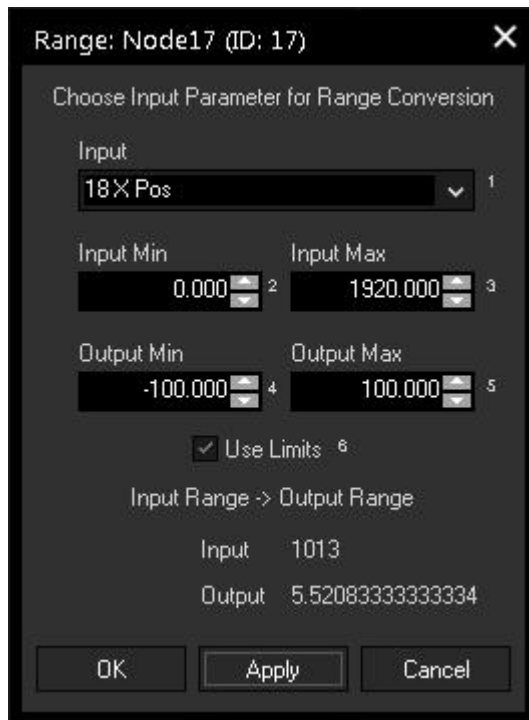 Range: Node17 (ID: 17)
Choose Input Parameter for Range Conversion
Input
18 X Pos 1
Input Min Input Max
0.000 2 1920.000 3
Output Min Output Max
-100.000 4 100.000 5
Use Limits 6
Input Range -> Output Range
Input 1013
Output 5.52083333333334
OK Apply Cancel